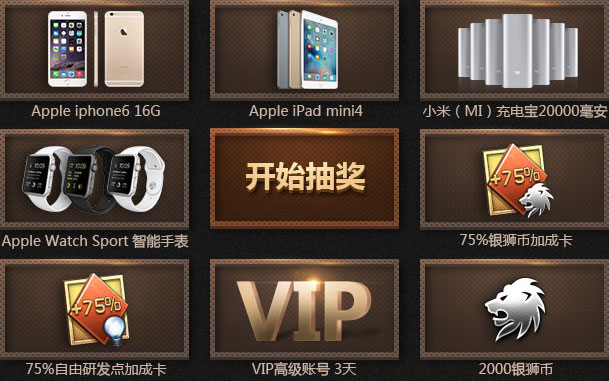 Apple iphone6 16G
Apple iPad mini4
小米（MI）充电宝20000毫安
Apple Watch Sport 智能手表
开始抽奖
+75%
75%银狮币加成卡
+75%
75%自由研发点加成卡
VIP
VIP高级账号 3天
2000银狮币